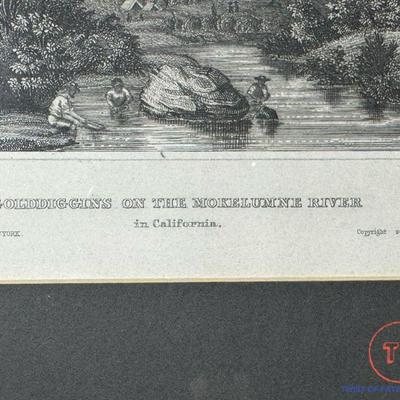 GOLDDIGGINS ON THE MOKELUMNE RIVER
in California.
YORK. Copyright
T